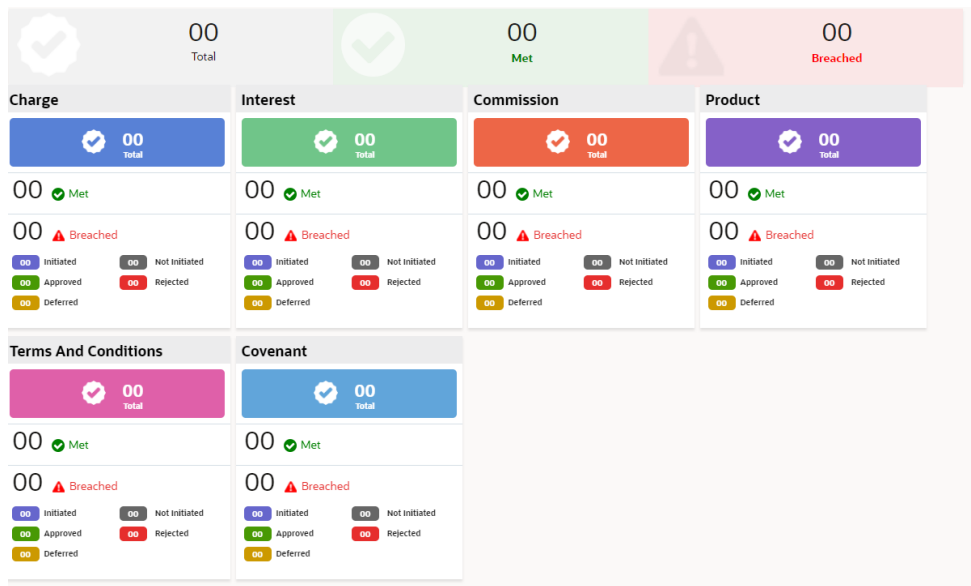 00 00 00
Total Met Breached
Charge Interest Commission Product
00 00 00 00
Total Total Total Total
00 Met 00 Met 00 Met 00 Met
00 Breached 00 Breached 00 Breached 00 Breached
00 Initiated 00 Not Initiated 00 Initiated 00 Not Initiated 00 Initiated 00 Not Initiated 00 Initiated 00 Not Initiated
00 Approved 00 Rejected 00 Approved 00 Rejected 00 Approved 00 Rejected 00 Approved 00 Rejected
00 Deferred 00 Deferred 00 Deferred 00 Deferred
Terms And Conditions Covenant
00 00
Total Total
00 Met 00 Met
00 Breached 00 Breached
00 Initiated 00 Not Initiated 00 Initiated 00 Not Initiated
00 Approved 00 Rejected 00 Approved 00 Rejected
00 Deferred 00 Deferred